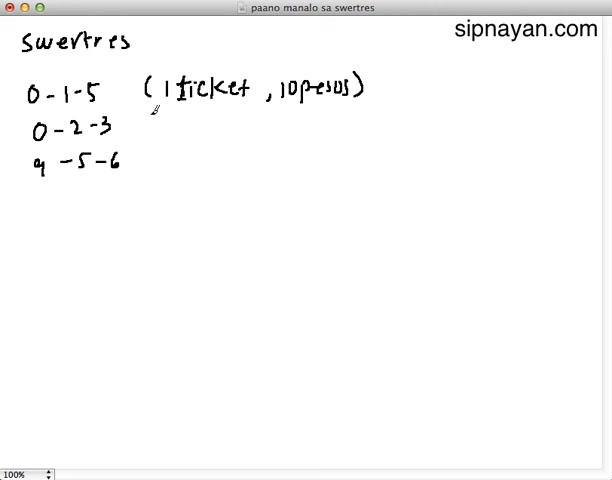 paano manalo sa swertres
sipnayan.com
swertres
0-1-5 (1 ticket, 10 pesos)
0-2-3
9-5-6
100%